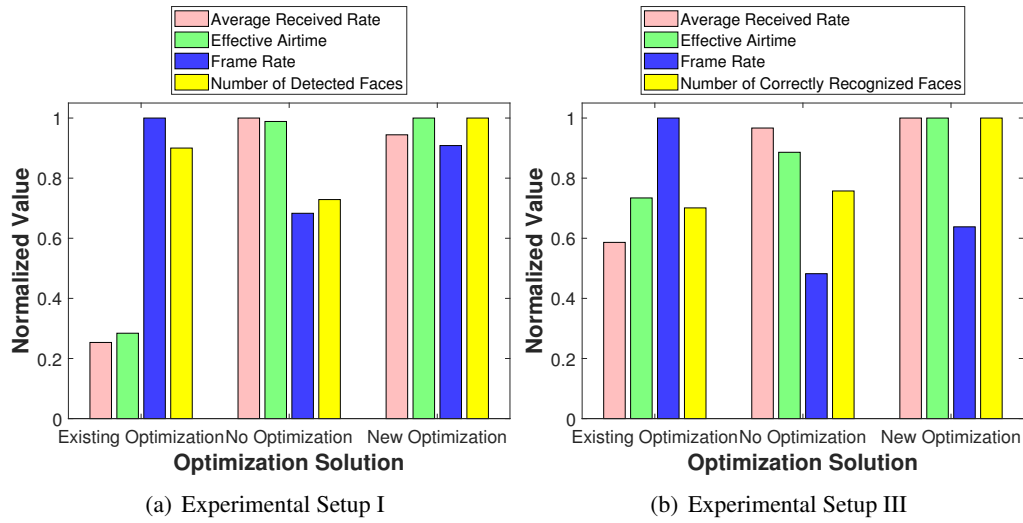 Average Received Rate
Effective Airtime
Frame Rate
Number of Detected Faces
Normalized Value
1
0.8
0.6
0.4
0.2
0
Existing Optimization No Optimization New Optimization
Optimization Solution
(a) Experimental Setup I
Average Received Rate
Effective Airtime
Frame Rate
Number of Correctly Recognized Faces
Normalized Value
1
0.8
0.6
0.4
0.2
0
Existing Optimization No Optimization New Optimization
Optimization Solution
(b) Experimental Setup III